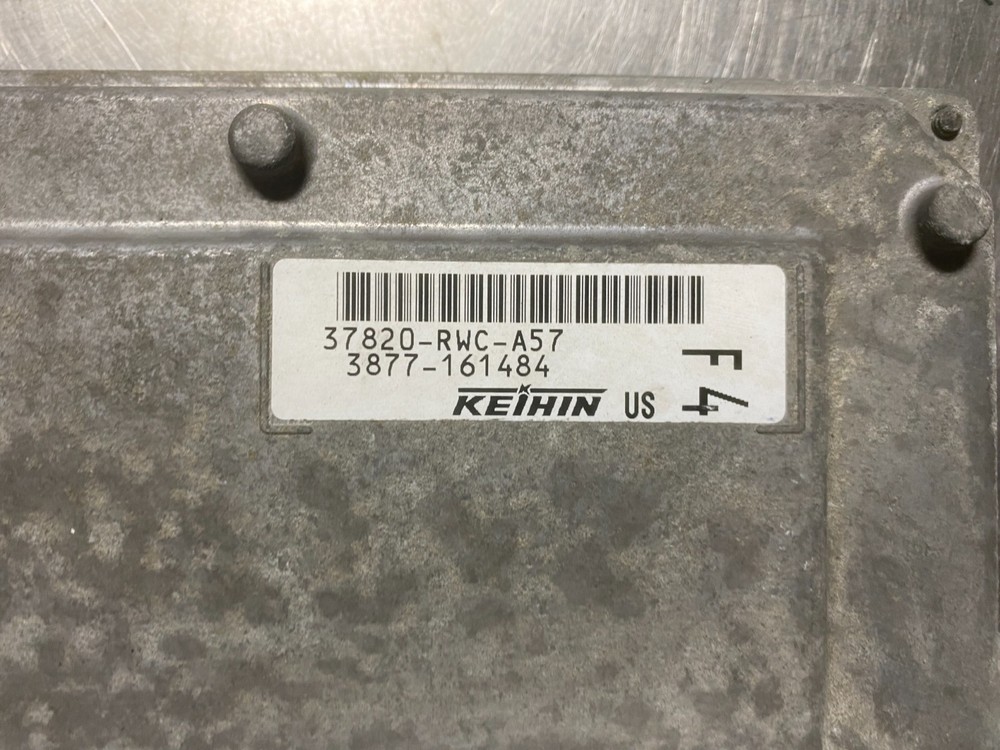 37820-RWC-A57
3877-161484
KEIHIN US
F4